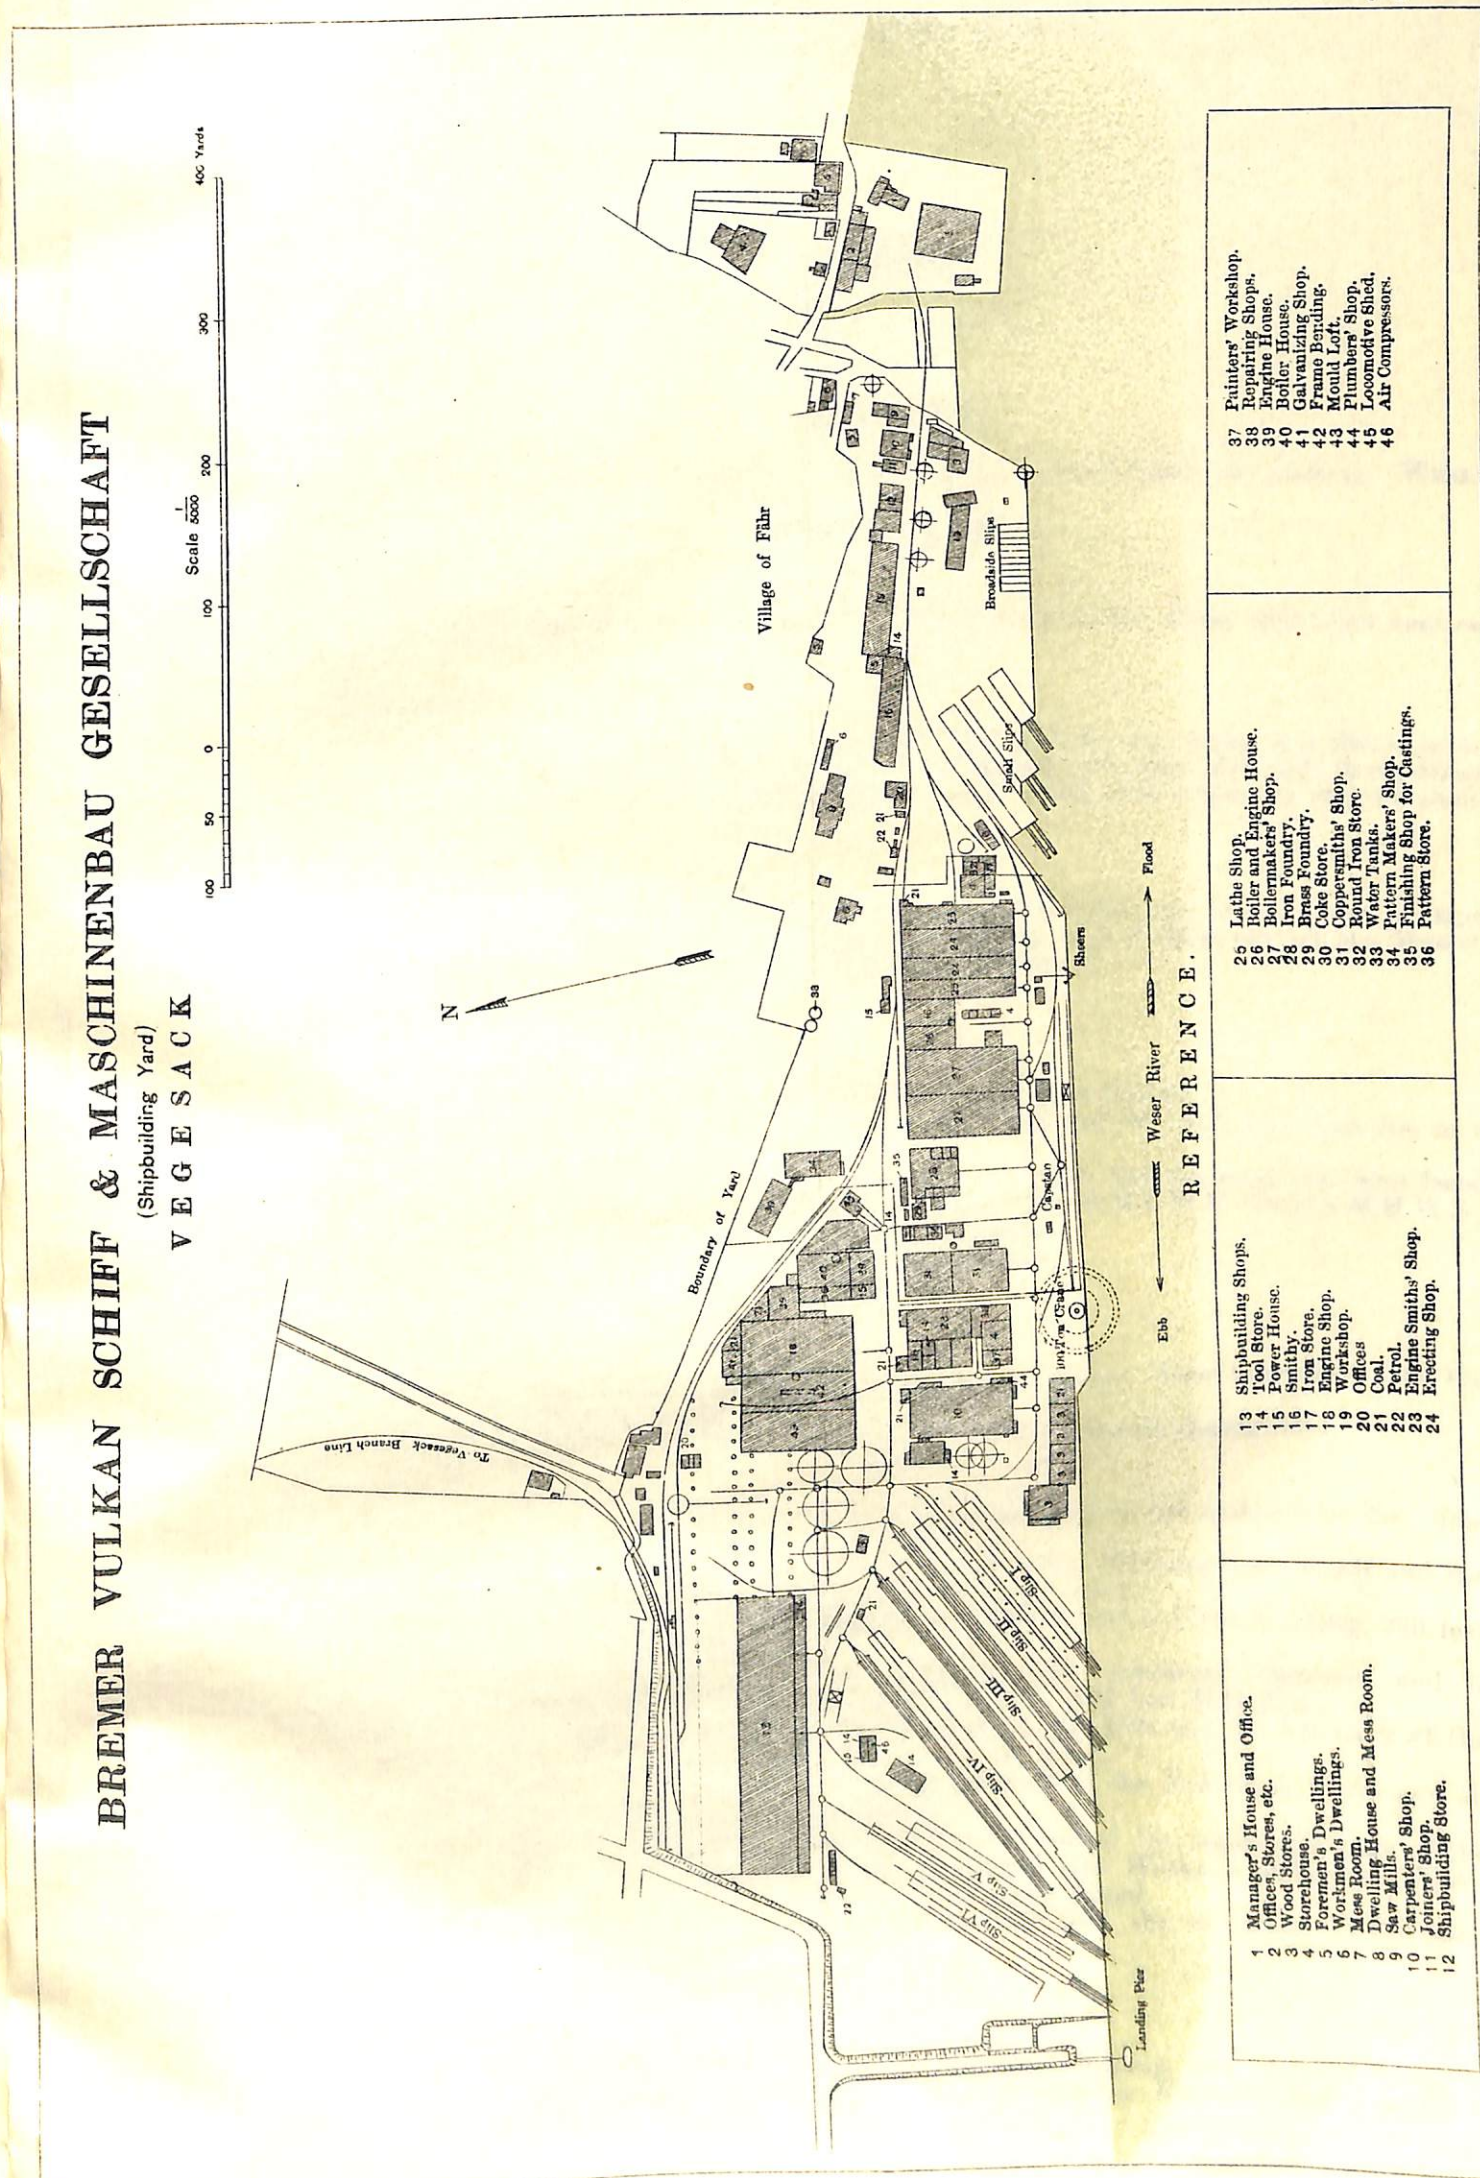 BREMER VULKAN SCHIFF & MASCHINENBAU GESELLSCHAFT
(Shipbuilding Yard)
VEGESACK
Scale 1/5000
100 50 0 100 200 300 400 Yards
N
To Vegesack Branch Line
Boundary of Yard
Village of Fähr
Landing Pier
Slip VI
Slip V
Slip IV
Slip III
Slip II
Slip I
100 Ton Crane
Capstan
Sheers
Small Slips
Broadside Slips
Ebb
Weser River
Flood
REFERENCE.
1 Manager's House and Office.
2 Offices, Stores, etc.
3 Wood Stores.
4 Storehouse.
5 Foremen's Dwellings.
6 Workmen's Dwellings.
7 Mess Room.
8 Dwelling House and Mess Room.
9 Saw Mills.
10 Carpenters' Shop.
11 Joiners' Shop.
12 Shipbuilding Store.
13 Shipbuilding Shops.
14 Tool Store.
15 Power House.
16 Smithy.
17 Iron Store.
18 Engine Shop.
19 Workshop.
20 Offices
21 Coal.
22 Petrol.
23 Engine Smiths' Shop.
24 Erecting Shop.
25 Lathe Shop.
26 Boiler and Engine House.
27 Boilermakers' Shop.
28 Iron Foundry.
29 Brass Foundry.
30 Coke Store.
31 Coppersmiths' Shop.
32 Round Iron Store.
33 Water Tanks.
34 Pattern Makers' Shop.
35 Finishing Shop for Castings.
36 Pattern Store.
37 Painters' Workshop.
38 Repairing Shops.
39 Engine House.
40 Boiler House.
41 Galvanizing Shop.
42 Frame Bending.
43 Mould Loft.
44 Plumbers' Shop.
45 Locomotive Shed.
46 Air Compressors.